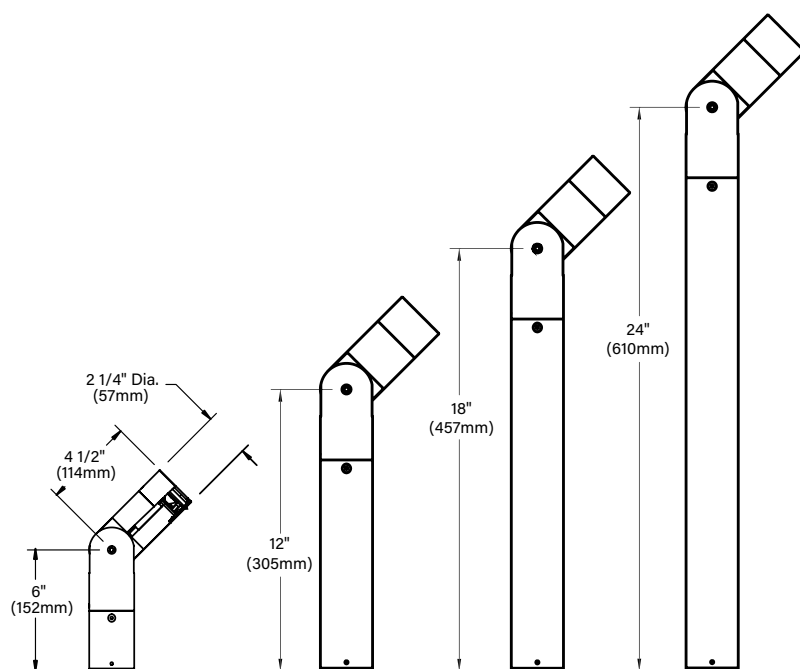 2 1/4" Dia.
(57mm)
4 1/2"
(114mm)
6"
(152mm)
12"
(305mm)
18"
(457mm)
24"
(610mm)